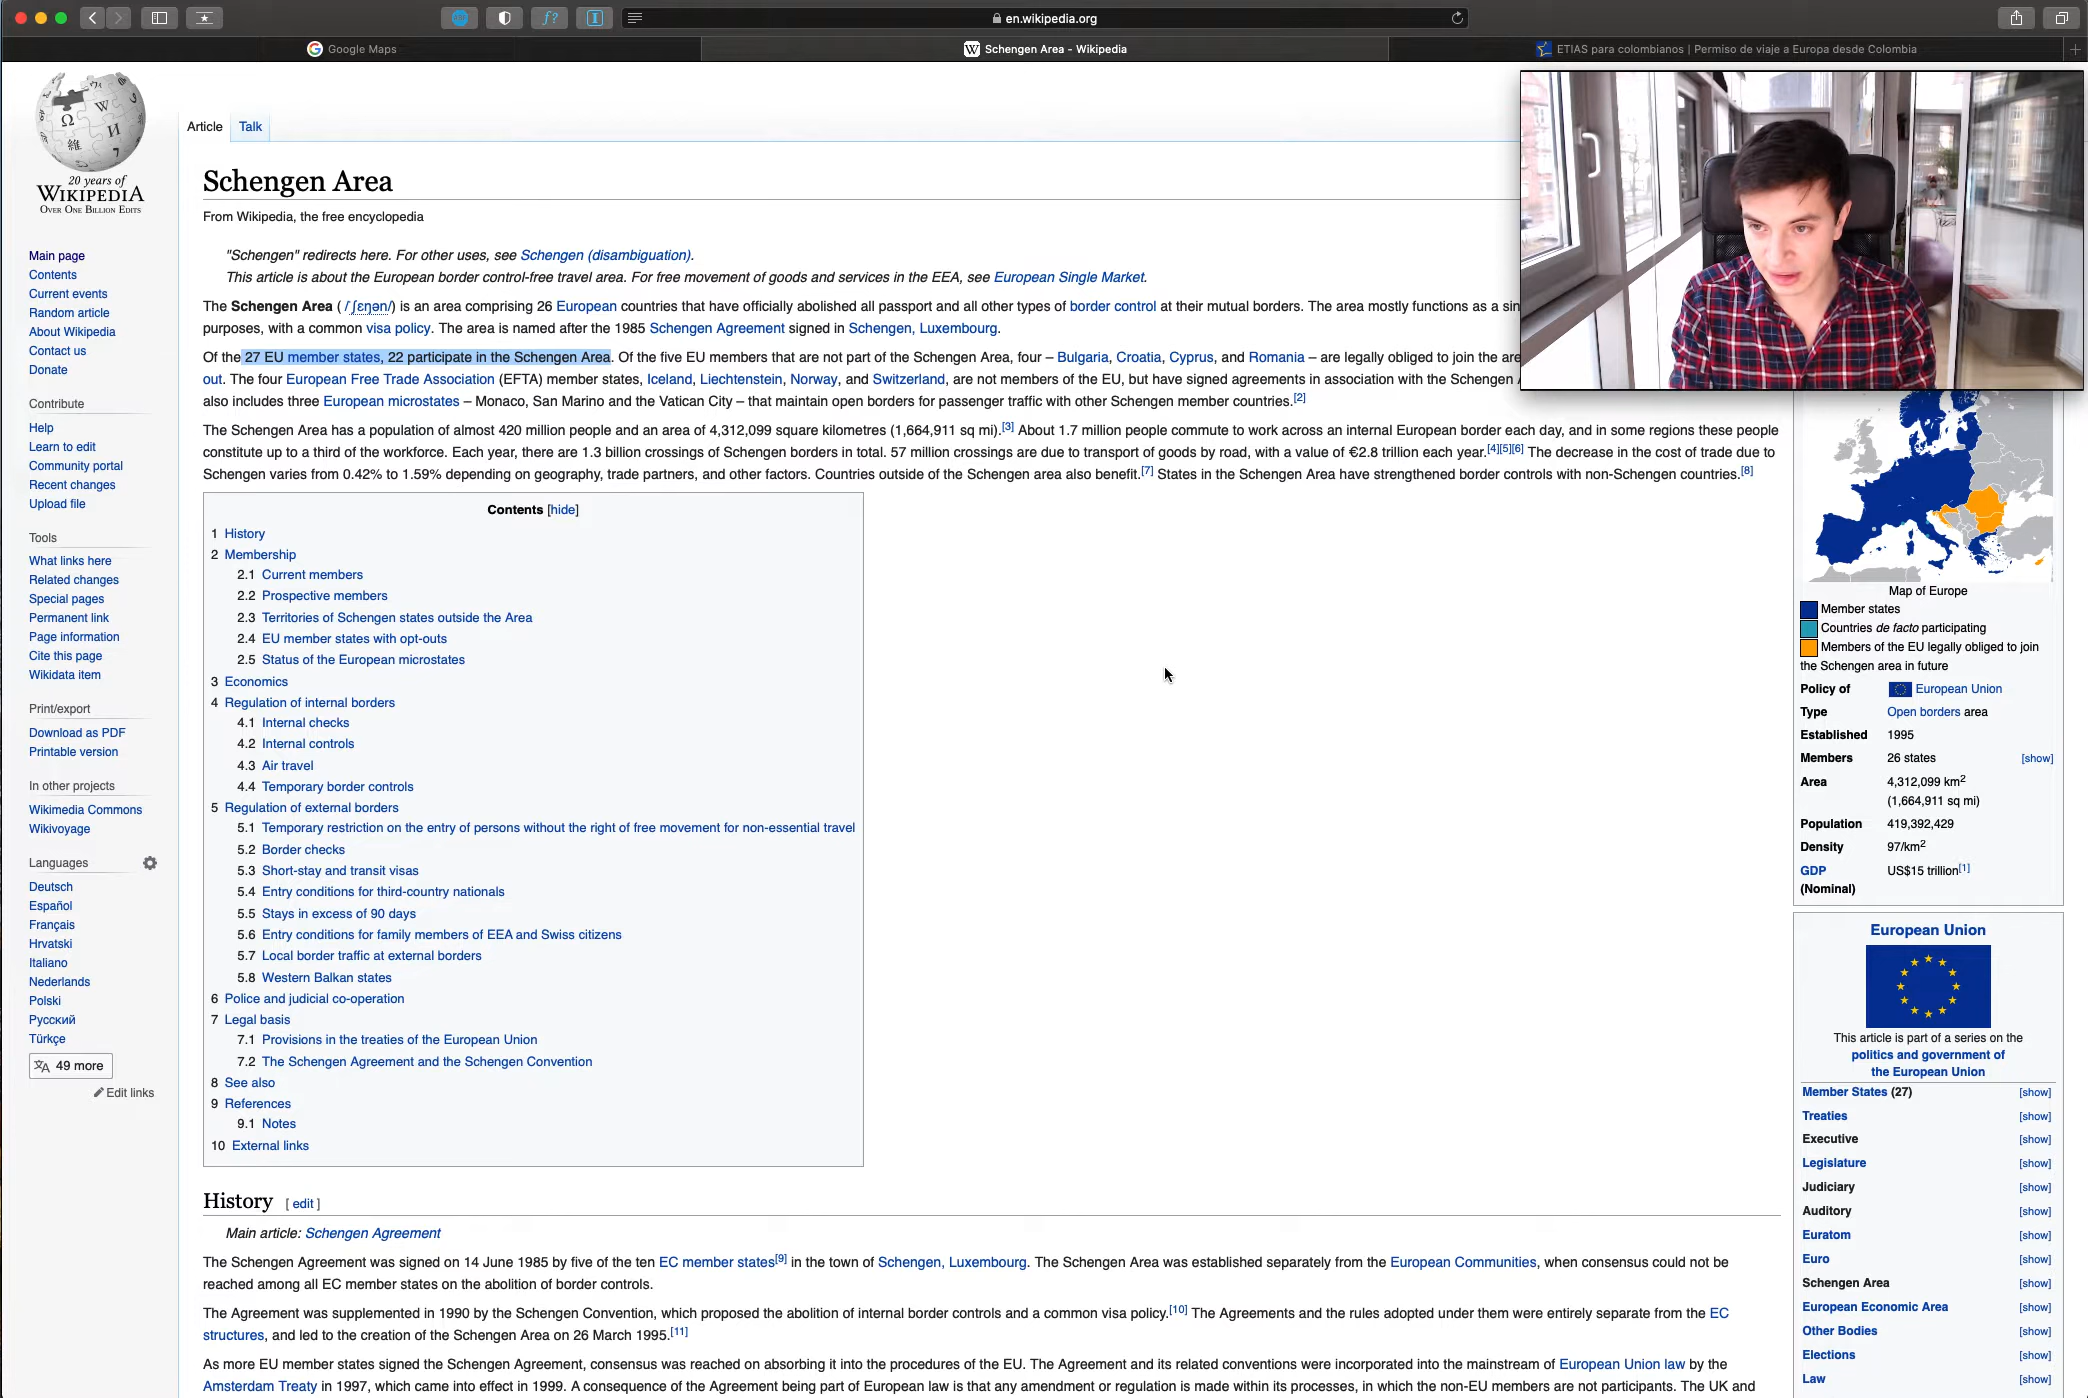 en.wikipedia.org
Google Maps
W Schengen Area - Wikipedia
ETIAS para colombianos | Permiso de viaje a Europa desde Colombia
20 years of
WIKIPEDIA
OVER ONE BILLION EDITS
Main page
Contents
Current events
Random article
About Wikipedia
Contact us
Donate
Contribute
Help
Learn to edit
Community portal
Recent changes
Upload file
Tools
What links here
Related changes
Special pages
Permanent link
Page information
Cite this page
Wikidata item
Print/export
Download as PDF
Printable version
In other projects
Wikimedia Commons
Wikivoyage
Languages
Deutsch
Español
Français
Hrvatski
Italiano
Nederlands
Polski
Русский
Türkçe
49 more
Edit links
Article Talk
Schengen Area
From Wikipedia, the free encyclopedia
"Schengen" redirects here. For other uses, see Schengen (disambiguation).
This article is about the European border control-free travel area. For free movement of goods and services in the EEA, see European Single Market.
The Schengen Area (/ˈʃɛŋən/) is an area comprising 26 European countries that have officially abolished all passport and all other types of border control at their mutual borders. The area mostly functions as a sin
purposes, with a common visa policy. The area is named after the 1985 Schengen Agreement signed in Schengen, Luxembourg.
Of the 27 EU member states, 22 participate in the Schengen Area. Of the five EU members that are not part of the Schengen Area, four – Bulgaria, Croatia, Cyprus, and Romania – are legally obliged to join the are
out. The four European Free Trade Association (EFTA) member states, Iceland, Liechtenstein, Norway, and Switzerland, are not members of the EU, but have signed agreements in association with the Schengen A
also includes three European microstates – Monaco, San Marino and the Vatican City – that maintain open borders for passenger traffic with other Schengen member countries.[2]
The Schengen Area has a population of almost 420 million people and an area of 4,312,099 square kilometres (1,664,911 sq mi).[3] About 1.7 million people commute to work across an internal European border each day, and in some regions these people
constitute up to a third of the workforce. Each year, there are 1.3 billion crossings of Schengen borders in total. 57 million crossings are due to transport of goods by road, with a value of €2.8 trillion each year.[4][5][6] The decrease in the cost of trade due to
Schengen varies from 0.42% to 1.59% depending on geography, trade partners, and other factors. Countries outside of the Schengen area also benefit.[7] States in the Schengen Area have strengthened border controls with non-Schengen countries.[8]
Contents [hide]
1 History
2 Membership
2.1 Current members
2.2 Prospective members
2.3 Territories of Schengen states outside the Area
2.4 EU member states with opt-outs
2.5 Status of the European microstates
3 Economics
4 Regulation of internal borders
4.1 Internal checks
4.2 Internal controls
4.3 Air travel
4.4 Temporary border controls
5 Regulation of external borders
5.1 Temporary restriction on the entry of persons without the right of free movement for non-essential travel
5.2 Border checks
5.3 Short-stay and transit visas
5.4 Entry conditions for third-country nationals
5.5 Stays in excess of 90 days
5.6 Entry conditions for family members of EEA and Swiss citizens
5.7 Local border traffic at external borders
5.8 Western Balkan states
6 Police and judicial co-operation
7 Legal basis
7.1 Provisions in the treaties of the European Union
7.2 The Schengen Agreement and the Schengen Convention
8 See also
9 References
9.1 Notes
10 External links
History [ edit ]
Main article: Schengen Agreement
The Schengen Agreement was signed on 14 June 1985 by five of the ten EC member states[9] in the town of Schengen, Luxembourg. The Schengen Area was established separately from the European Communities, when consensus could not be
reached among all EC member states on the abolition of border controls.
The Agreement was supplemented in 1990 by the Schengen Convention, which proposed the abolition of internal border controls and a common visa policy.[10] The Agreements and the rules adopted under them were entirely separate from the EC
structures, and led to the creation of the Schengen Area on 26 March 1995.[11]
As more EU member states signed the Schengen Agreement, consensus was reached on absorbing it into the procedures of the EU. The Agreement and its related conventions were incorporated into the mainstream of European Union law by the
Amsterdam Treaty in 1997, which came into effect in 1999. A consequence of the Agreement being part of European law is that any amendment or regulation is made within its processes, in which the non-EU members are not participants. The UK and
Map of Europe
Member states
Countries de facto participating
Members of the EU legally obliged to join
the Schengen area in future
Policy of European Union
Type Open borders area
Established 1995
Members 26 states [show]
Area 4,312,099 km2
(1,664,911 sq mi)
Population 419,392,429
Density 97/km2
GDP US$15 trillion[1]
(Nominal)
European Union
This article is part of a series on the
politics and government of
the European Union
Member States (27) [show]
Treaties [show]
Executive [show]
Legislature [show]
Judiciary [show]
Auditory [show]
Euratom [show]
Euro [show]
Schengen Area [show]
European Economic Area [show]
Other Bodies [show]
Elections [show]
Law [show]